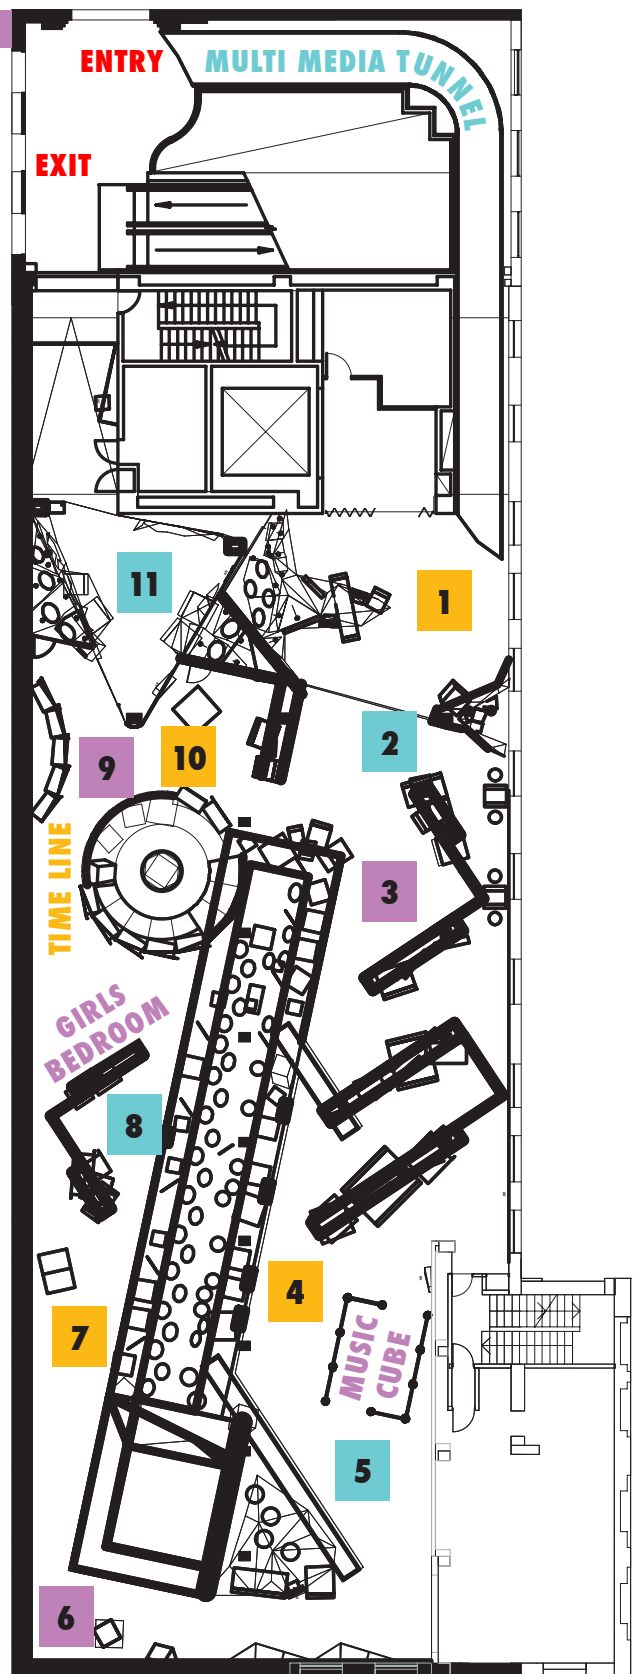 ENTRY
MULTI MEDIA TUNNEL
EXIT
11
1
2
10
9
3
TIME LINE
GIRLS
BEDROOM
8
4
7
MUSIC
CUBE
5
6